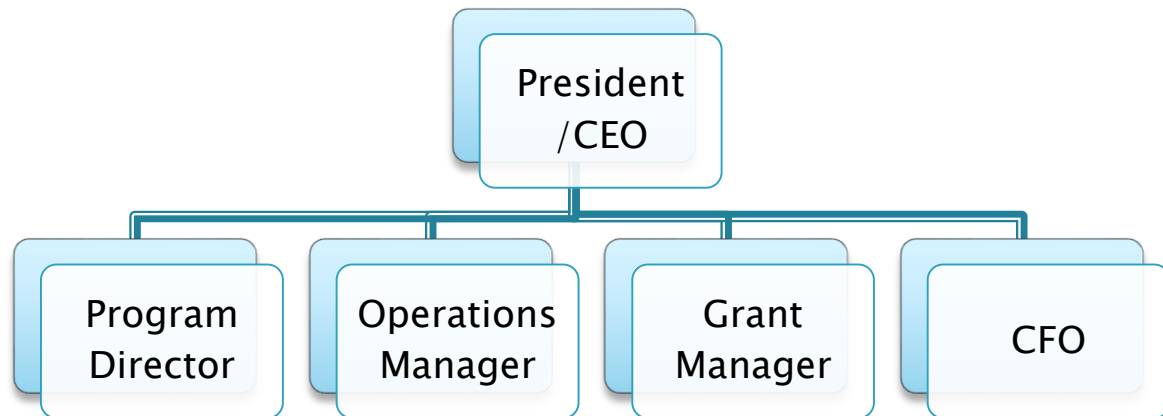 President
/CEO
Program
Director
Operations
Manager
Grant
Manager
CFO